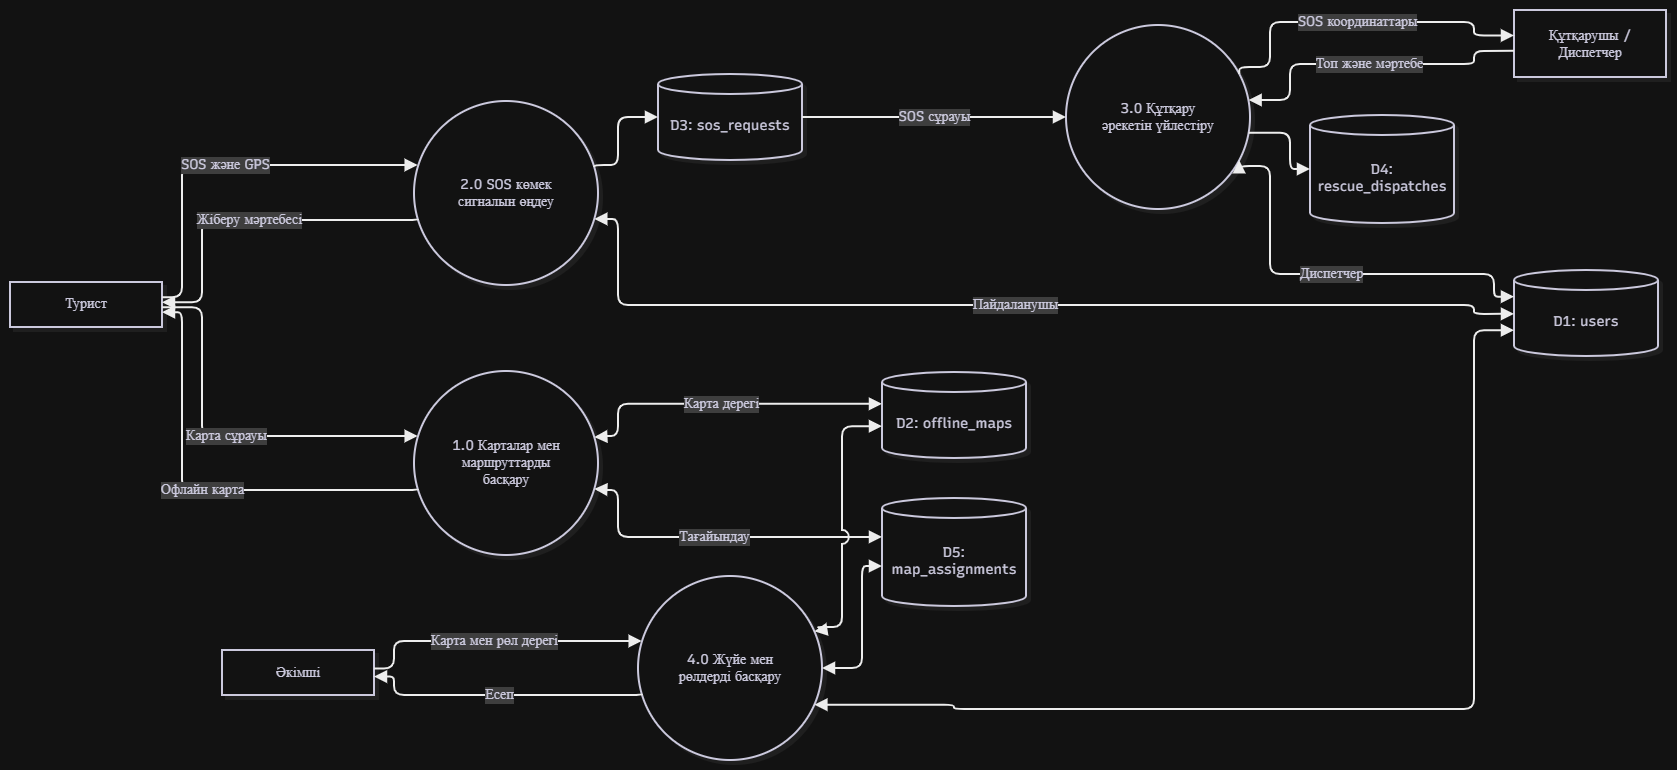 SOS координаттары
Құтқарушы /
Диспетчер
Топ және мәртебе
D3: sos_requests
SOS сұрауы
3.0 Құтқару
әрекетін үйлестіру
SOS және GPS
2.0 SOS көмек
сигналын өңдеу
D4:
rescue_dispatches
Жіберу мәртебесі
Диспетчер
Турист
Пайдаланушы
D1: users
Карта дерегі
D2: offline_maps
Карта сұрауы
1.0 Карталар мен
маршруттарды
басқару
Офлайн карта
Тағайындау
D5:
map_assignments
Карта мен рөл дерегі
4.0 Жүйе мен
рөлдерді басқару
Әкімші
Есеп